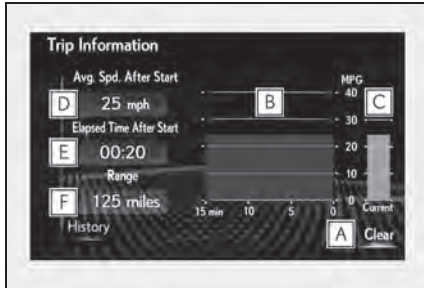 Trip Information
Avg. Spd. After Start
D 25 mph
Elapsed Time After Start
E 00:20
Range
F 125 miles
History
B
MPG
40
C
30
20
10
0
15 min 10 5 0
Current
A Clear